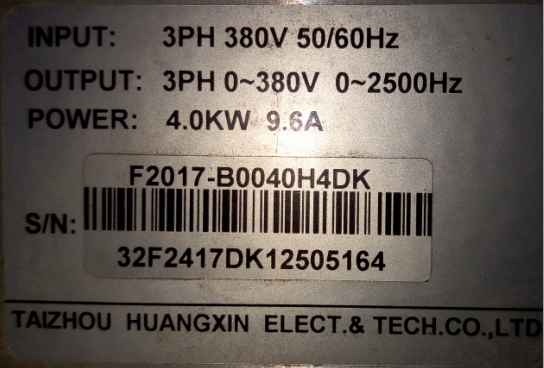 INPUT: 3PH 380V 50/60Hz
OUTPUT: 3PH 0~380V 0~2500Hz
POWER: 4.0KW 9.6A
F2017-B0040H4DK
S/N:
32F2417DK12505164
TAIZHOU HUANGXIN ELECT.& TECH.CO.,LTD